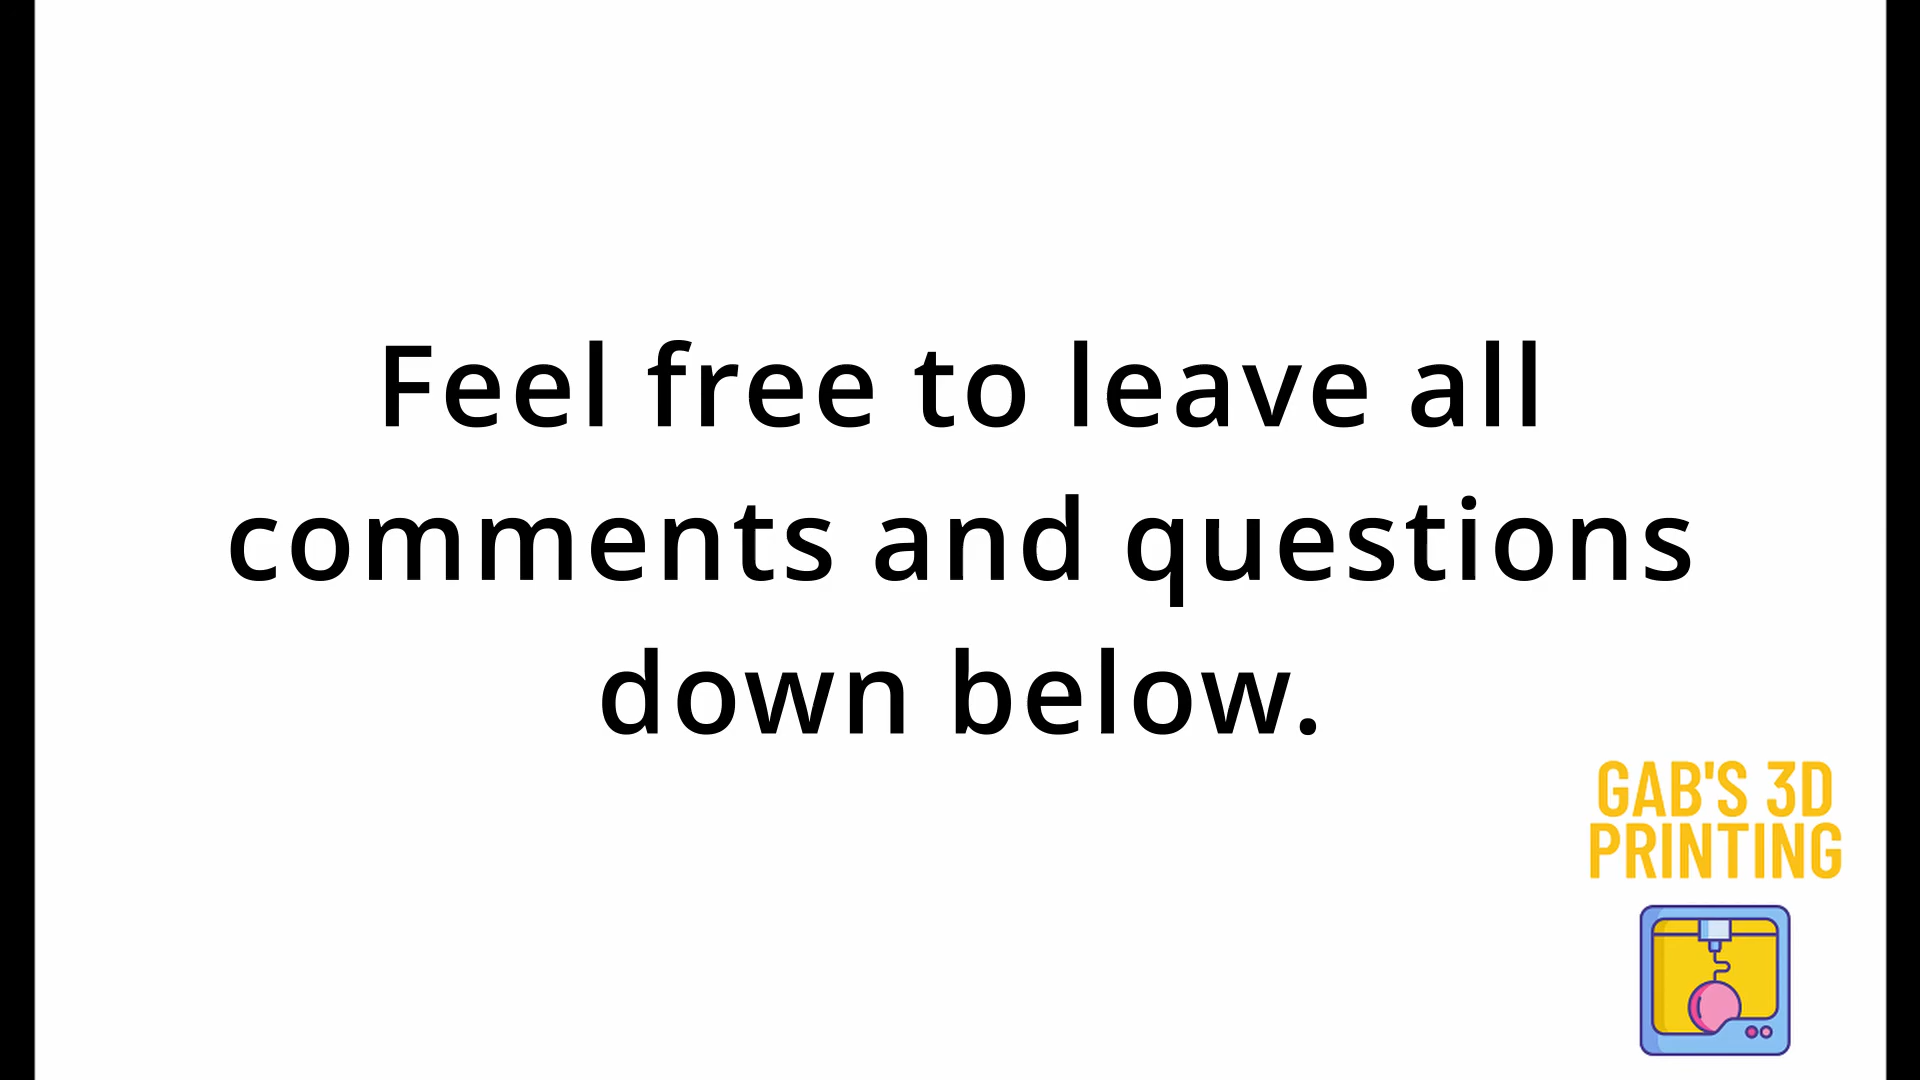 Feel free to leave all
comments and questions
down below.
GAB'S 3D
PRINTING